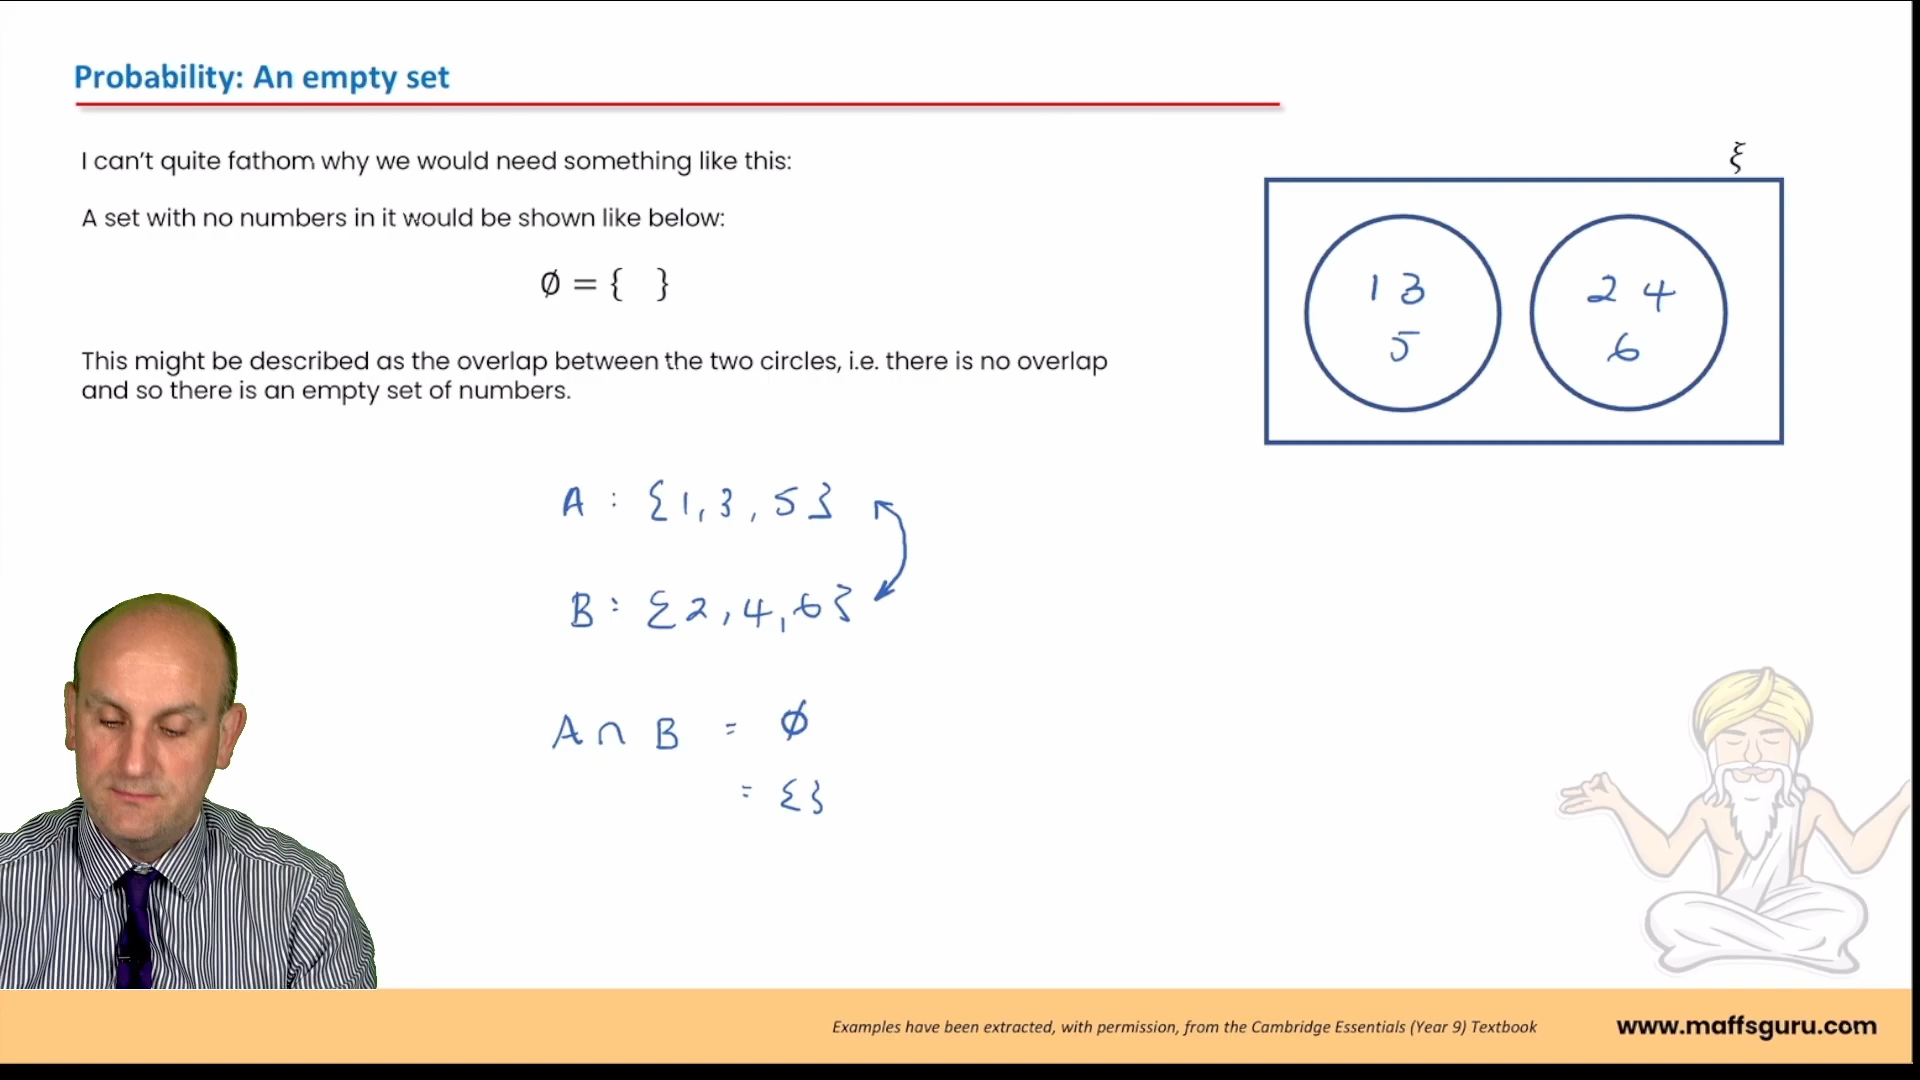 Probability: An empty set
I can't quite fathom why we would need something like this:
A set with no numbers in it would be shown like below:
∅ = {  }
This might be described as the overlap between the two circles, i.e. there is no overlap
and so there is an empty set of numbers.
ξ
1 3
5
2 4
6
A : {1, 3, 5}
B : {2, 4, 6}
A ∩ B = ∅
= {}
Examples have been extracted, with permission, from the Cambridge Essentials (Year 9) Textbook
www.maffsguru.com